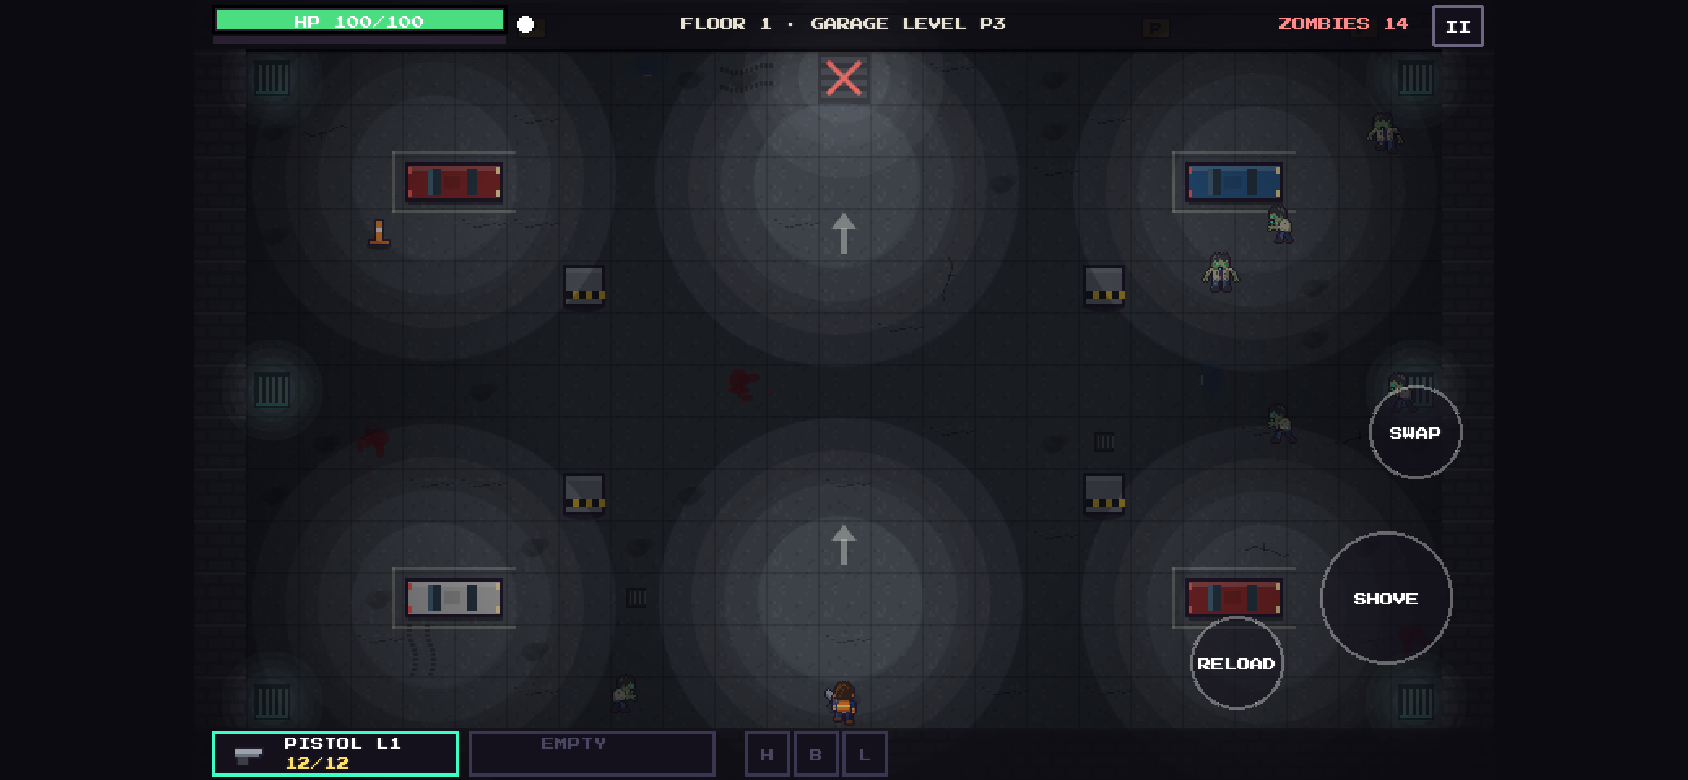 HP 100/100
FLOOR 1 · GARAGE LEVEL P3
ZOMBIES 14
II
SWAP
SHOVE
RELOAD
PISTOL L1
12/12
EMPTY
H
B
L